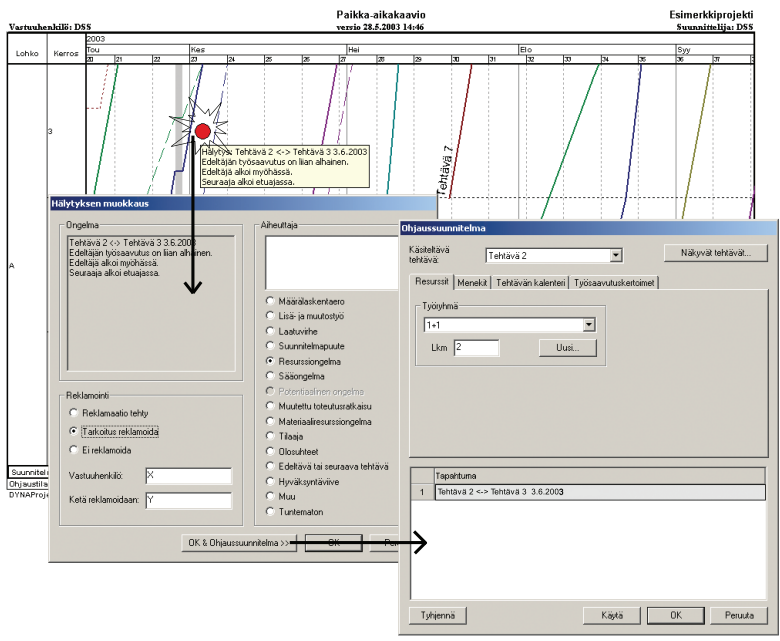 Paikka-aikakaavio
Esimerkkiprojekti
Vastuuhenkilö: DSS
versio 28.5.2003 14:46
Suunnittelija: DSS
2003
Lohko
Kerros
Tou
Kes
Hei
Elo
Syy
20 21 22 23 24 25 26 27 28 29 30 31 32 33 34 35 36 37
3
A
Tehtävä 7
Hälytys: Tehtävä 2 <-> Tehtävä 3 3.6.2003
Edeltäjän työsaavutus on liian alhainen.
Edeltäjä alkoi myöhässä.
Seuraaja alkoi etuajassa.
Hälytyksen muokkaus
Ongelma
Tehtävä 2 <-> Tehtävä 3 3.6.2003
Edeltäjän työsaavutus on liian alhainen.
Edeltäjä alkoi myöhässä.
Seuraaja alkoi etuajassa.
Reklamointi
Reklamaatio tehty
Tarkoitus reklamoida
Ei reklamoida
Vastuuhenkilö: X
Ketä reklamoidaan: Y
Aiheuttaja
Määrälaskentaero
Lisä- ja muutostyö
Laatuvirhe
Suunnitelmapuute
Resurssiongelma
Sääongelma
Potentiaalinen ongelma
Muutettu toteutusratkaisu
Materiaaliresurssiongelma
Tilaaja
Olosuhteet
Edeltävä tai seuraava tehtävä
Hyväksyntäviive
Muu
Tuntematon
OK & Ohjaussuunnitelma >>
OK
Pe
Suunnitel
Ohjaustila
DYNAProje
Ohjaussuunnitelma
Käsiteltävä
tehtävä:
Tehtävä 2
Näkyvät tehtävät...
Resurssit Menekit Tehtävän kalenteri Työsaavutuskertoimet
Työryhmä
1+1
Lkm 2
Uusi...
Tapahtuma
1 Tehtävä 2 <-> Tehtävä 3 3.6.2003
Tyhjennä
Käytä
OK
Peruuta